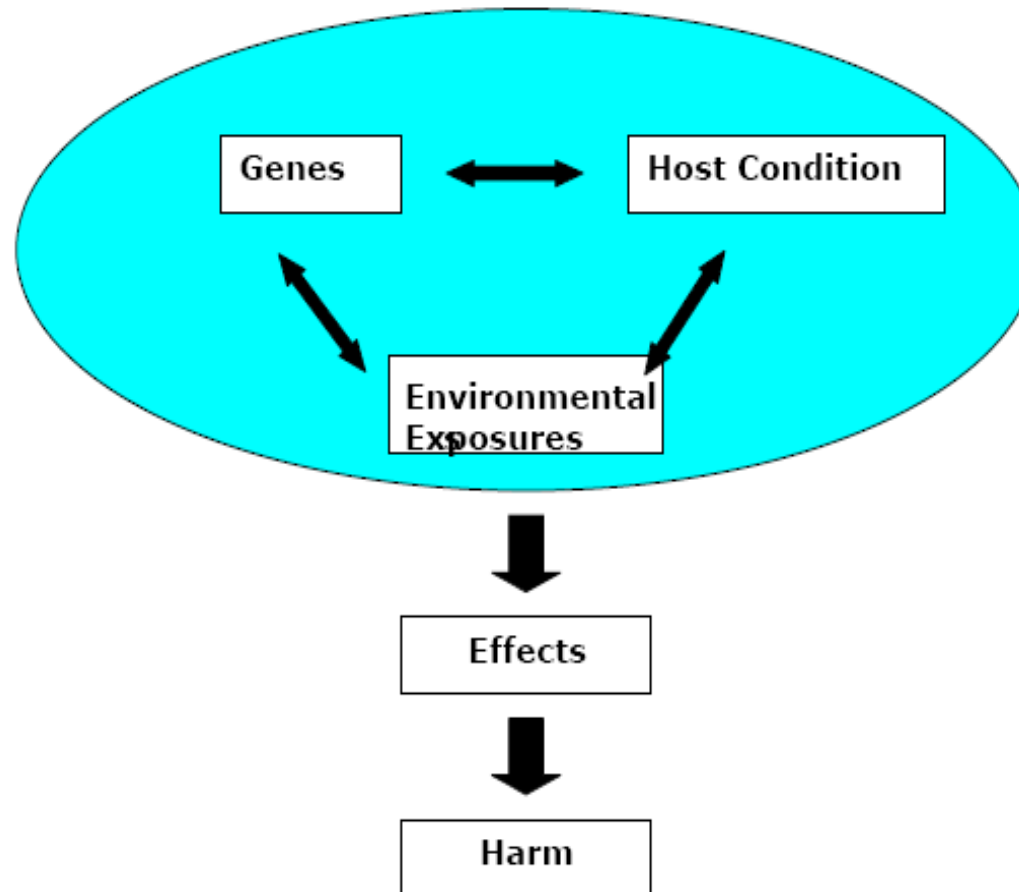 Genes
Host Condition
Environmental
Exposures
Effects
Harm